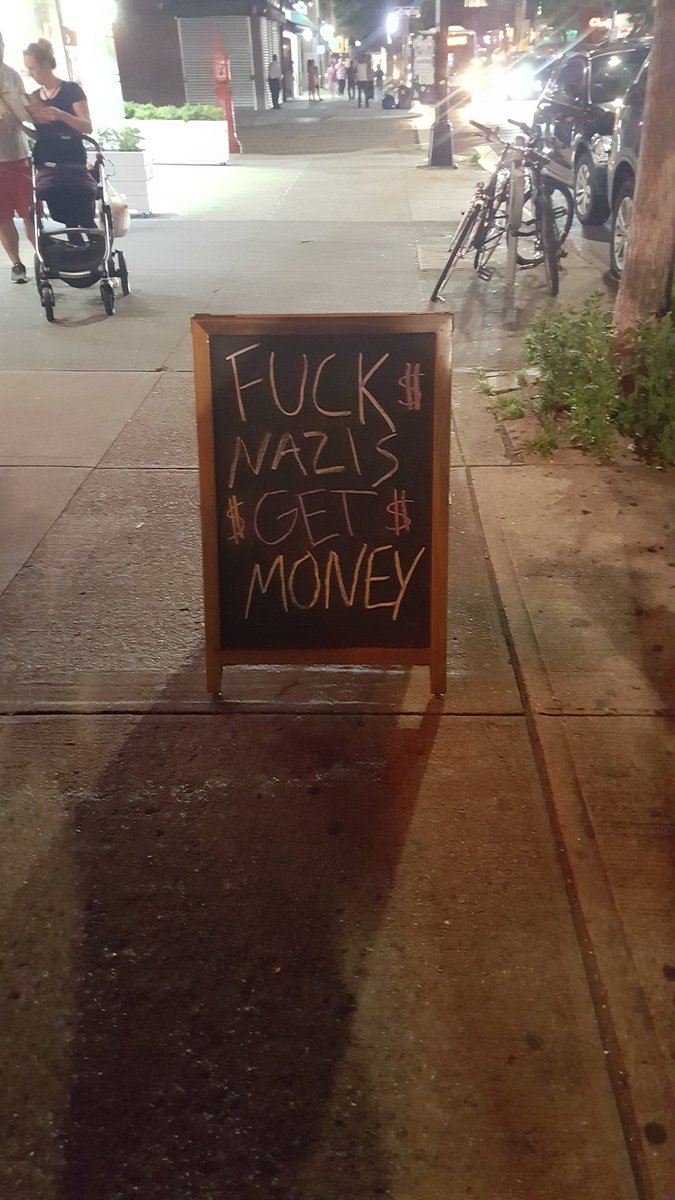 FUCK $
NAZIS
$ GET $
MONEY